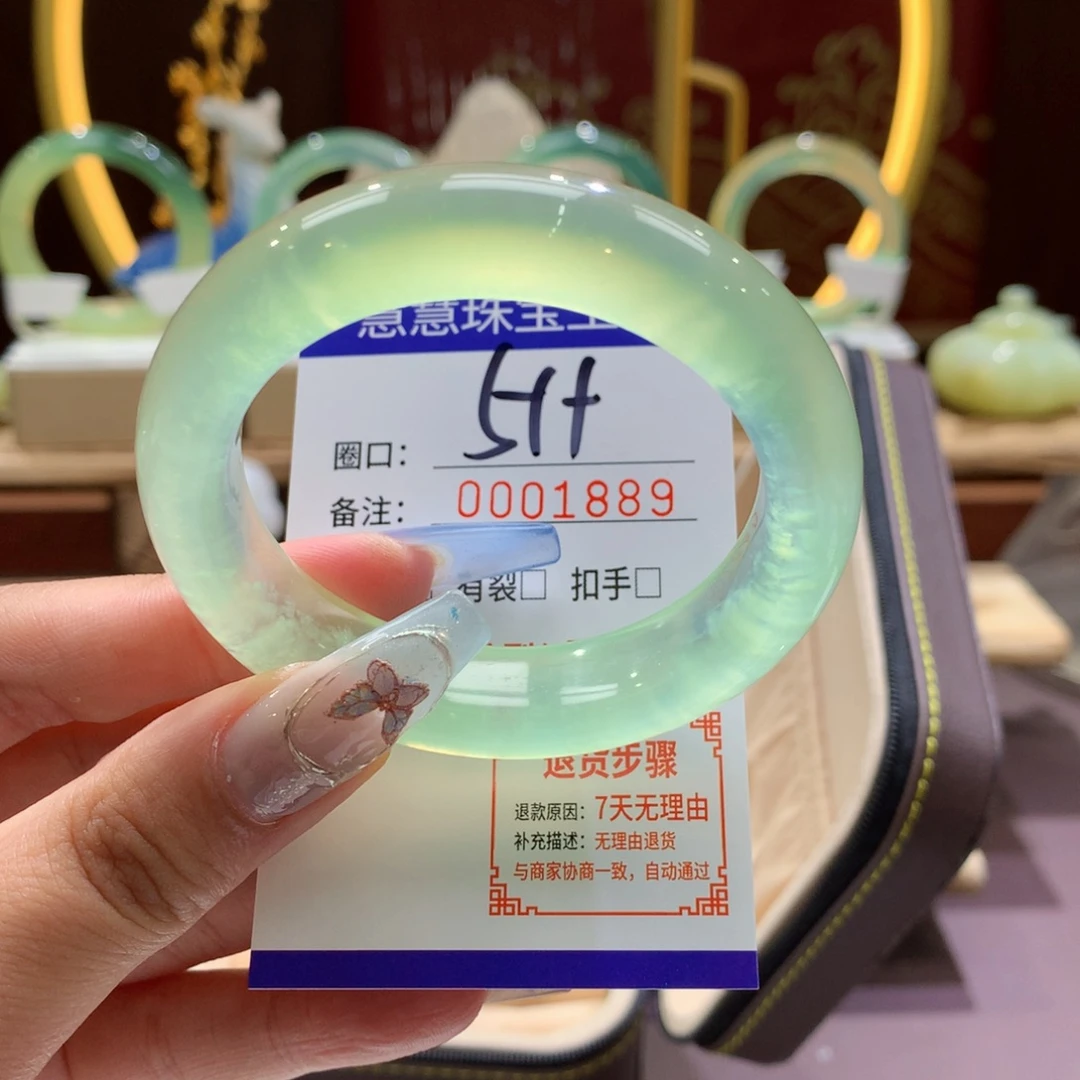 慧慧珠宝
圈口： 54+
备注： 0001889
有裂□ 扣手□
退货步骤
退款原因：7天无理由
补充描述：无理由退货
与商家协商一致，自动通过